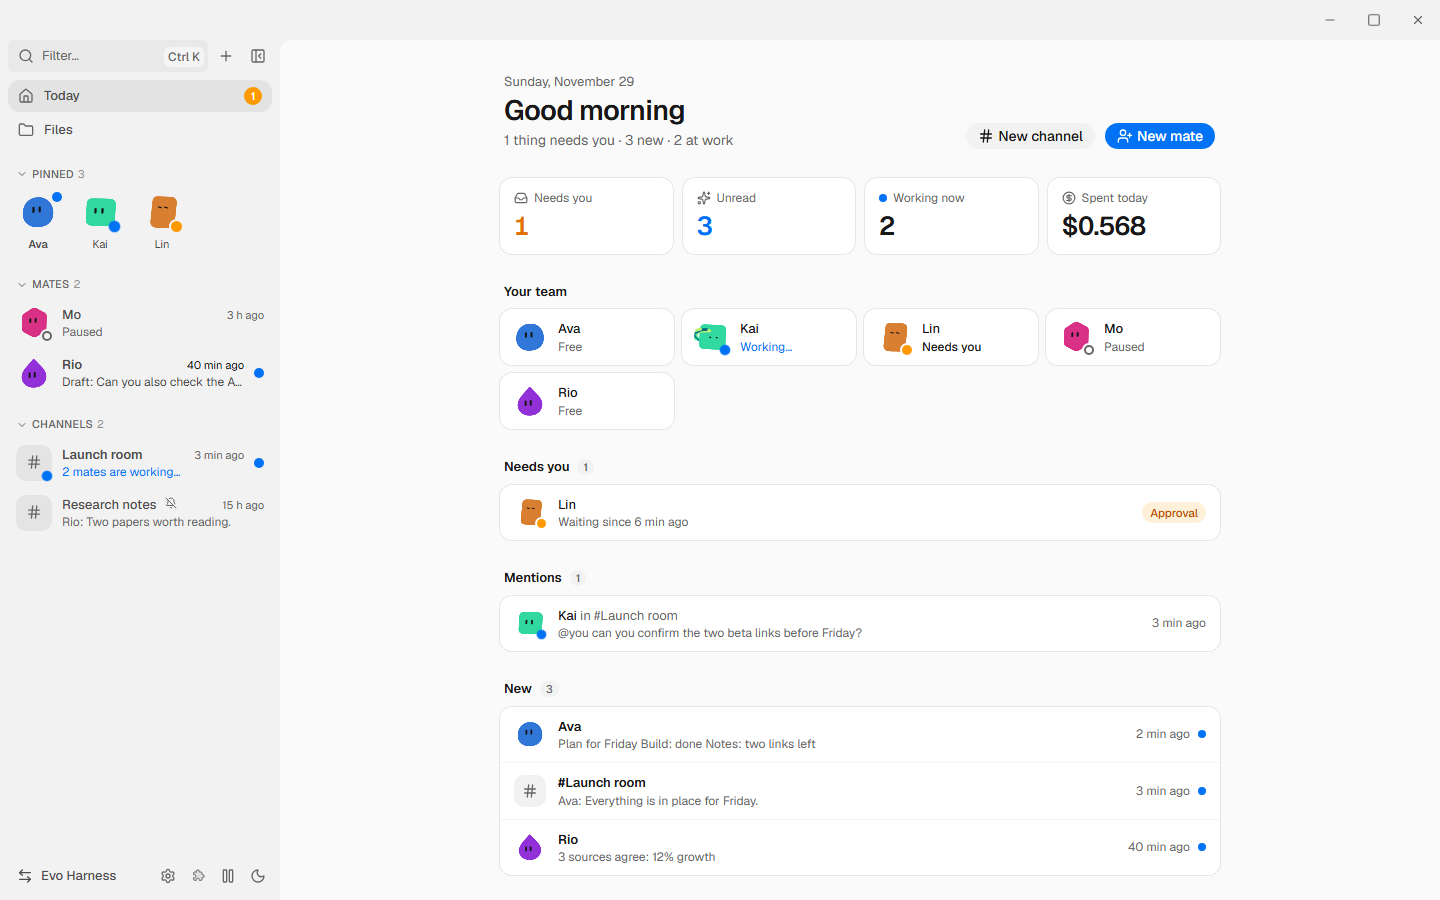 Filter...
Ctrl K
Today
1
Files
PINNED 3
Ava
Kai
Lin
MATES 2
Mo
3 h ago
Paused
Rio
40 min ago
Draft: Can you also check the A...
CHANNELS 2
Launch room
3 min ago
2 mates are working...
Research notes
15 h ago
Rio: Two papers worth reading.
Evo Harness
Sunday, November 29
Good morning
1 thing needs you · 3 new · 2 at work
New channel
New mate
Needs you
1
Unread
3
Working now
2
Spent today
$0.568
Your team
Ava
Free
Kai
Working...
Lin
Needs you
Mo
Paused
Rio
Free
Needs you 1
Lin
Waiting since 6 min ago
Approval
Mentions 1
Kai in #Launch room
@you can you confirm the two beta links before Friday?
3 min ago
New 3
Ava
Plan for Friday Build: done Notes: two links left
2 min ago
#Launch room
Ava: Everything is in place for Friday.
3 min ago
Rio
3 sources agree: 12% growth
40 min ago